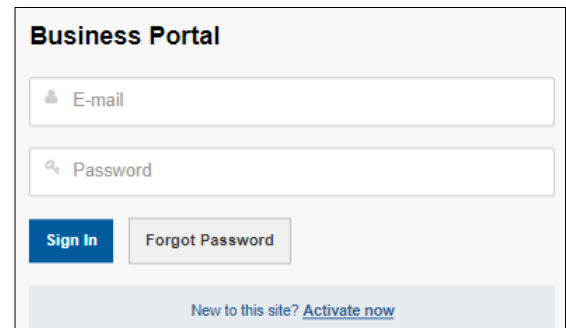 Business Portal
E-mail
Password
Sign In Forgot Password
New to this site? Activate now